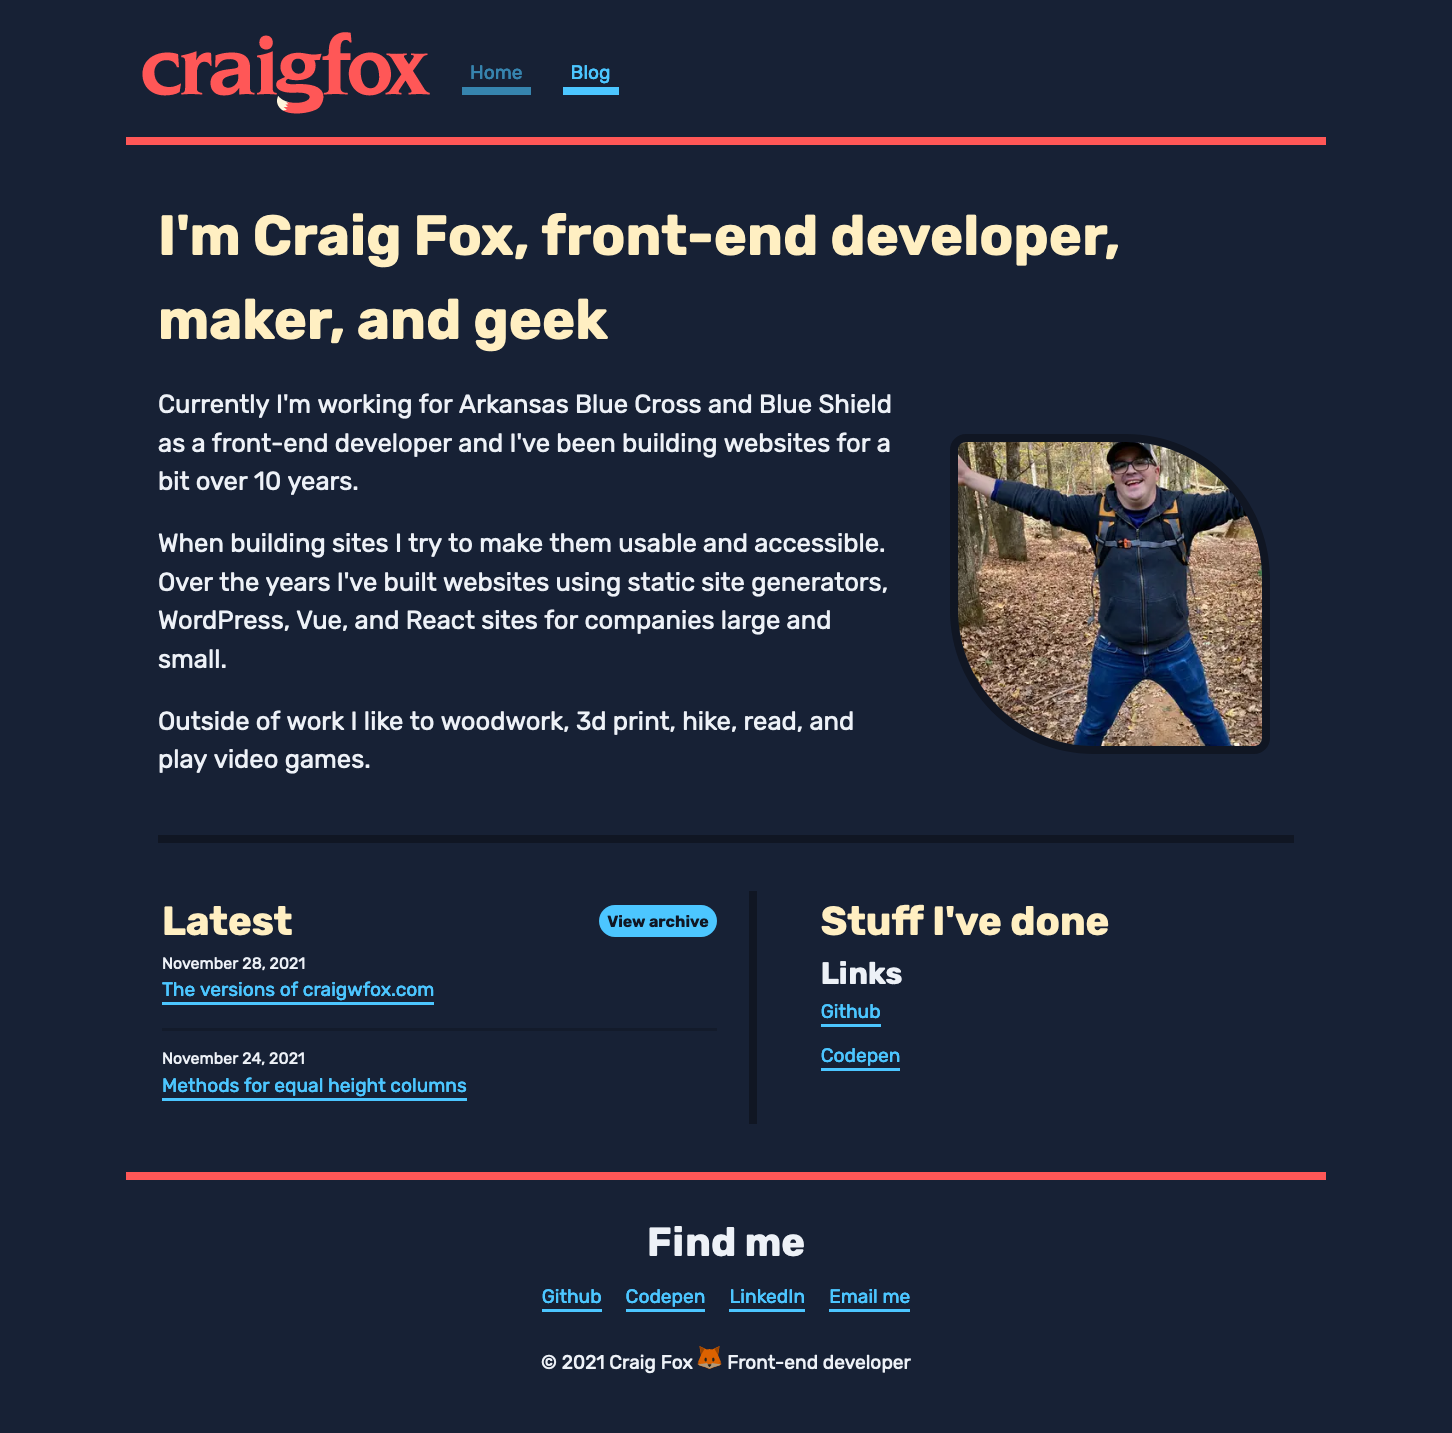 craigfox
Home
Blog
I'm Craig Fox, front-end developer,
maker, and geek
Currently I'm working for Arkansas Blue Cross and Blue Shield
as a front-end developer and I've been building websites for a
bit over 10 years.
When building sites I try to make them usable and accessible.
Over the years I've built websites using static site generators,
WordPress, Vue, and React sites for companies large and
small.
Outside of work I like to woodwork, 3d print, hike, read, and
play video games.
Latest
View archive
November 28, 2021
The versions of craigwfox.com
November 24, 2021
Methods for equal height columns
Stuff I've done
Links
Github
Codepen
Find me
Github Codepen LinkedIn Email me
© 2021 Craig Fox 🦊 Front-end developer